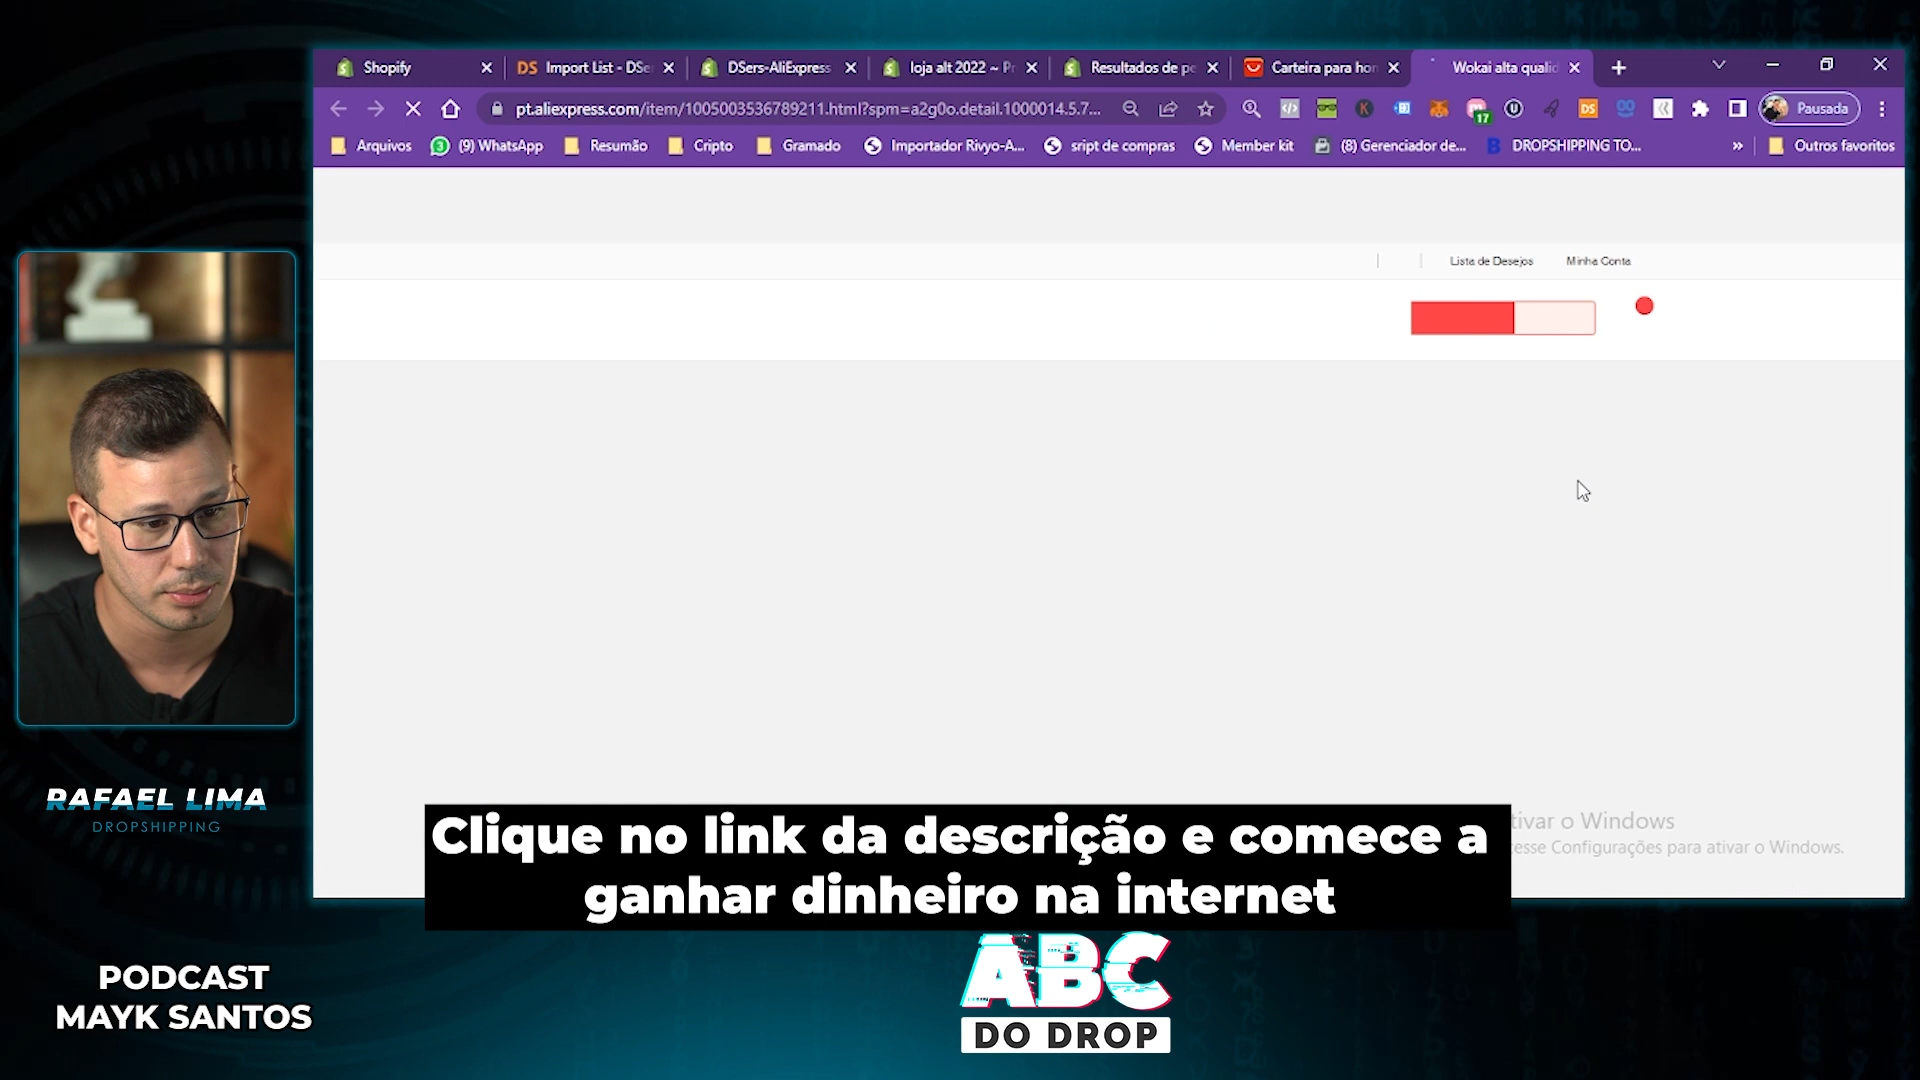 Shopify
DS Import List - DSe
DSers-AliExpress
loja alt 2022 ~ Pr
Resultados de pe
Carteira para hor
Wokai alta qualid
pt.aliexpress.com/item/1005003536789211.html?spm=a2g0o.detail.1000014.5.7...
17
DS
Pausada
Arquivos
3 (9) WhatsApp
Resumão
Cripto
Gramado
Importador Rivyo-A...
sript de compras
Member kit
(8) Gerenciador de...
DROPSHIPPING TO...
»
Outros favoritos
Lista de Desejos
Minha Conta
tivar o Windows
esse Configurações para ativar o Windows.
RAFAEL LIMA
DROPSHIPPING
Clique no link da descrição e comece a
ganhar dinheiro na internet
PODCAST
MAYK SANTOS
ABC
DO DROP